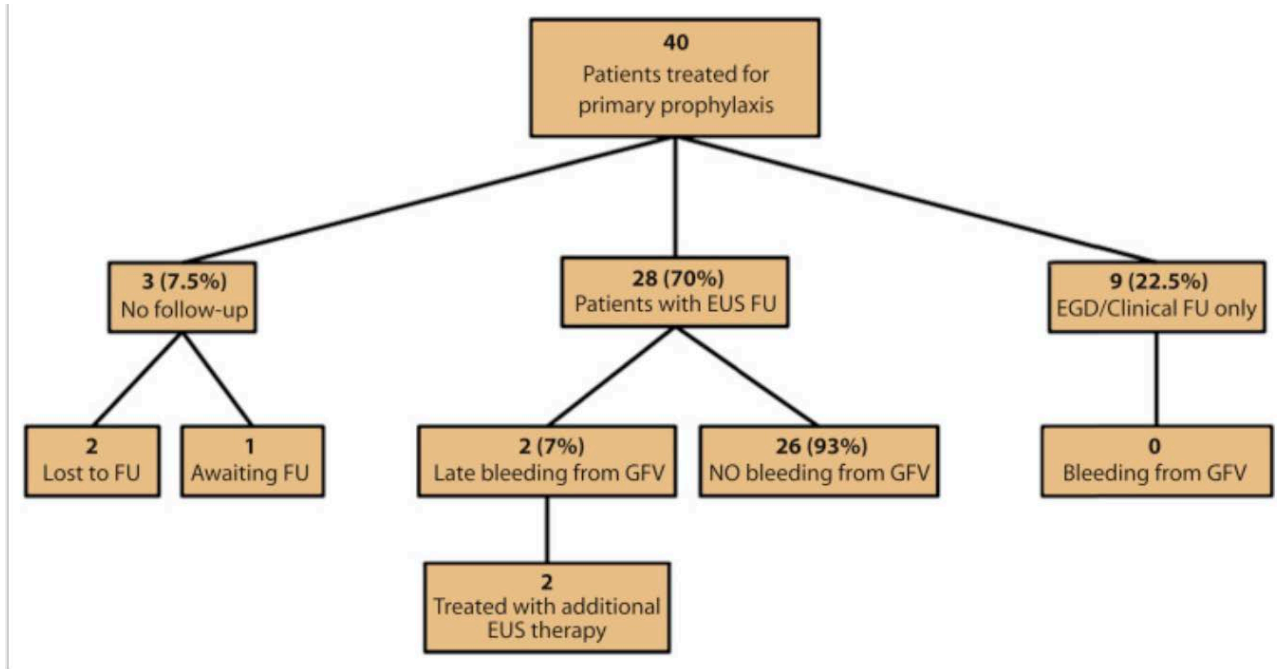 40
Patients treated for
primary prophylaxis
3 (7.5%)
No follow-up
28 (70%)
Patients with EUS FU
9 (22.5%)
EGD/Clinical FU only
2
Lost to FU
1
Awaiting FU
2 (7%)
Late bleeding from GFV
26 (93%)
NO bleeding from GFV
0
Bleeding from GFV
2
Treated with additional
EUS therapy